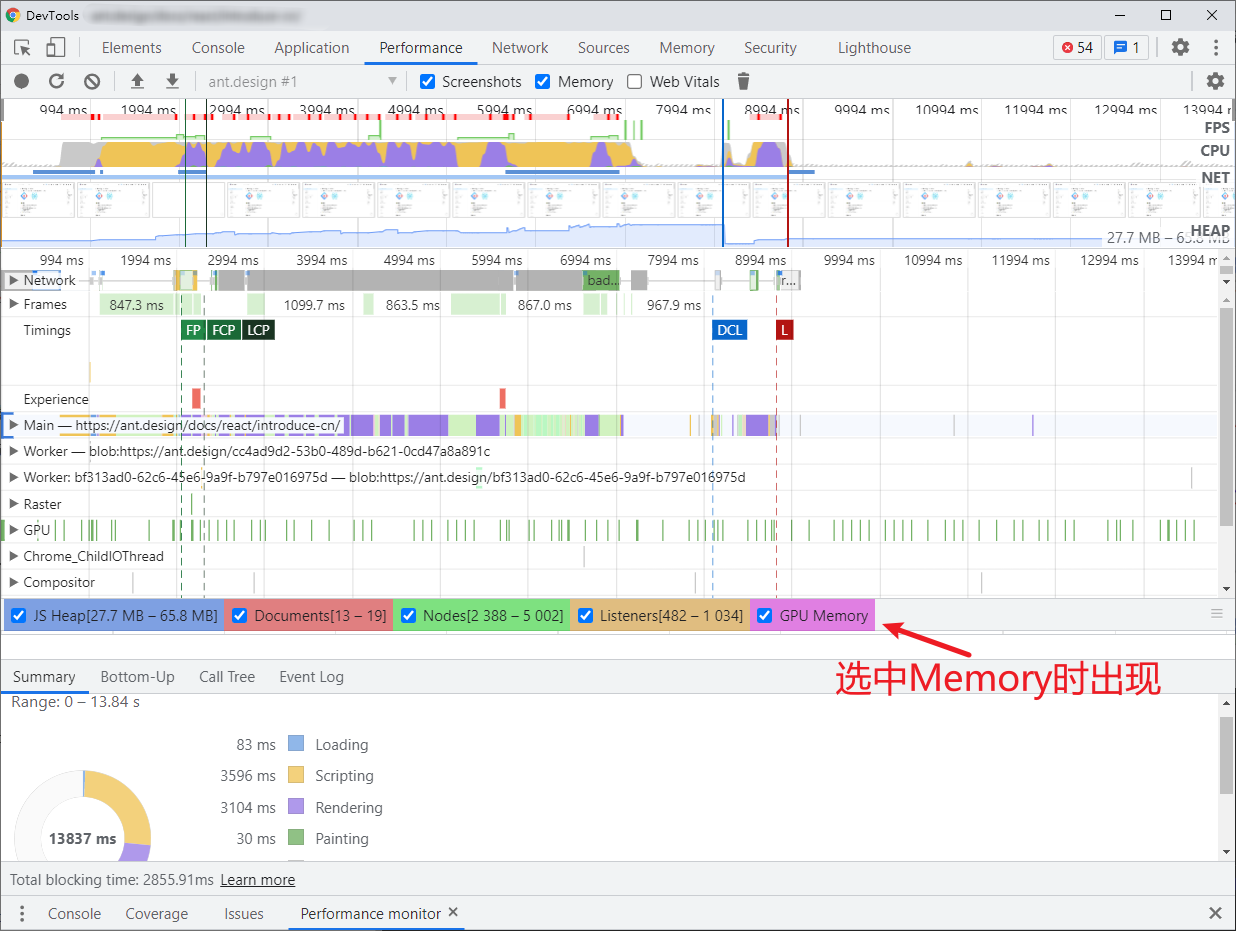 DevTools
Elements Console Application Performance Network Sources Memory Security Lighthouse 54 1
ant.design #1 Screenshots Memory Web Vitals
994 ms 1994 ms 2994 ms 3994 ms 4994 ms 5994 ms 6994 ms 7994 ms 8994 ms 9994 ms 10994 ms 11994 ms 12994 ms 13994
FPS
CPU
NET
HEAP
27.7 MB – 65.8 MB
994 ms 1994 ms 2994 ms 3994 ms 4994 ms 5994 ms 6994 ms 7994 ms 8994 ms 9994 ms 10994 ms 11994 ms 12994 ms 13994 m
Network bad... r...
Frames 847.3 ms 1099.7 ms 863.5 ms 867.0 ms 967.9 ms
Timings FP FCP LCP DCL L
Experience
Main — https://ant.design/docs/react/introduce-cn/
Worker — blob:https://ant.design/cc4ad9d2-53b0-489d-b621-0cd47a8a891c
Worker: bf313ad0-62c6-45e6-9a9f-b797e016975d — blob:https://ant.design/bf313ad0-62c6-45e6-9a9f-b797e016975d
Raster
GPU
Chrome_ChildIOThread
Compositor
JS Heap[27.7 MB – 65.8 MB] Documents[13 – 19] Nodes[2 388 – 5 002] Listeners[482 – 1 034] GPU Memory
选中Memory时出现
Summary Bottom-Up Call Tree Event Log
Range: 0 – 13.84 s
83 ms Loading
3596 ms Scripting
3104 ms Rendering
30 ms Painting
13837 ms
Total blocking time: 2855.91ms Learn more
Console Coverage Issues Performance monitor